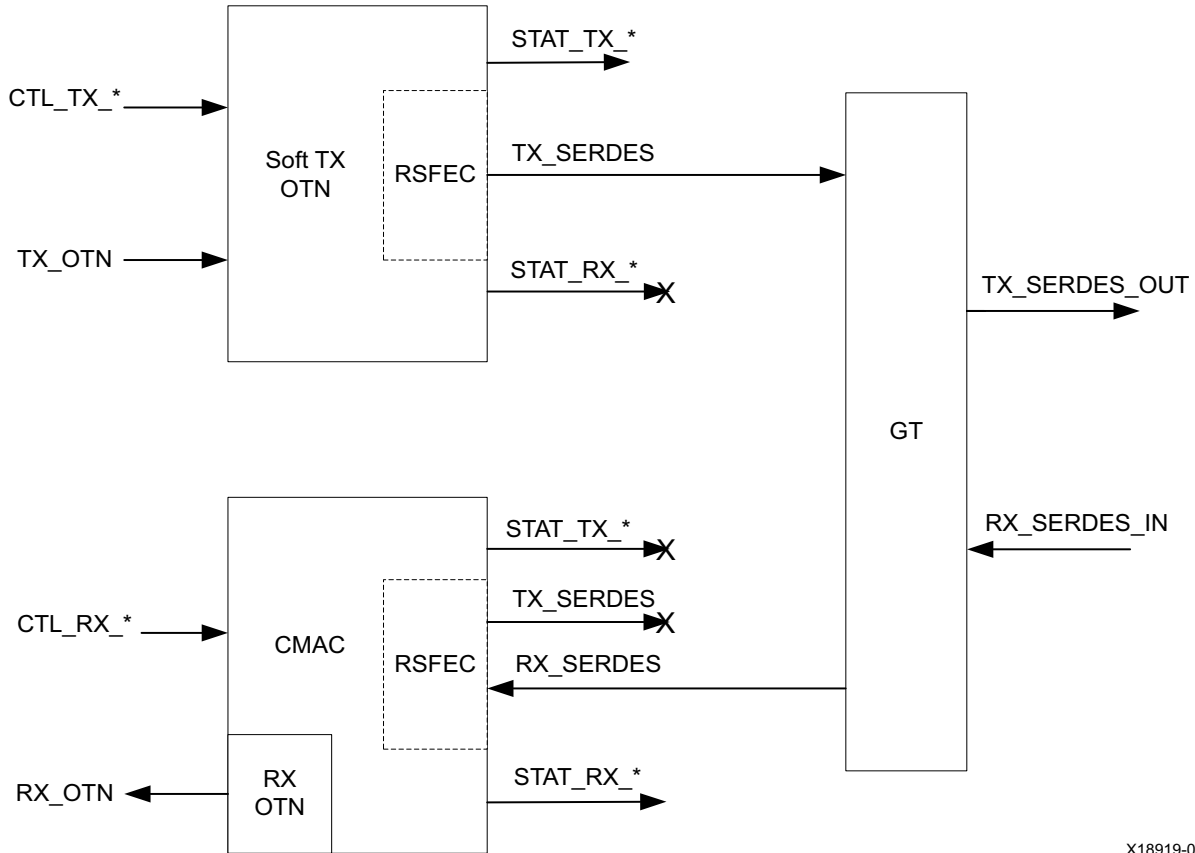 STAT_TX_*
CTL_TX_*
Soft TX
OTN
RSFEC
TX_SERDES
TX_OTN
STAT_RX_*
X
TX_SERDES_OUT
GT
STAT_TX_*
X
RX_SERDES_IN
TX_SERDES
X
CTL_RX_*
CMAC
RSFEC
RX_SERDES
RX_OTN
RX
OTN
STAT_RX_*
X18919-0